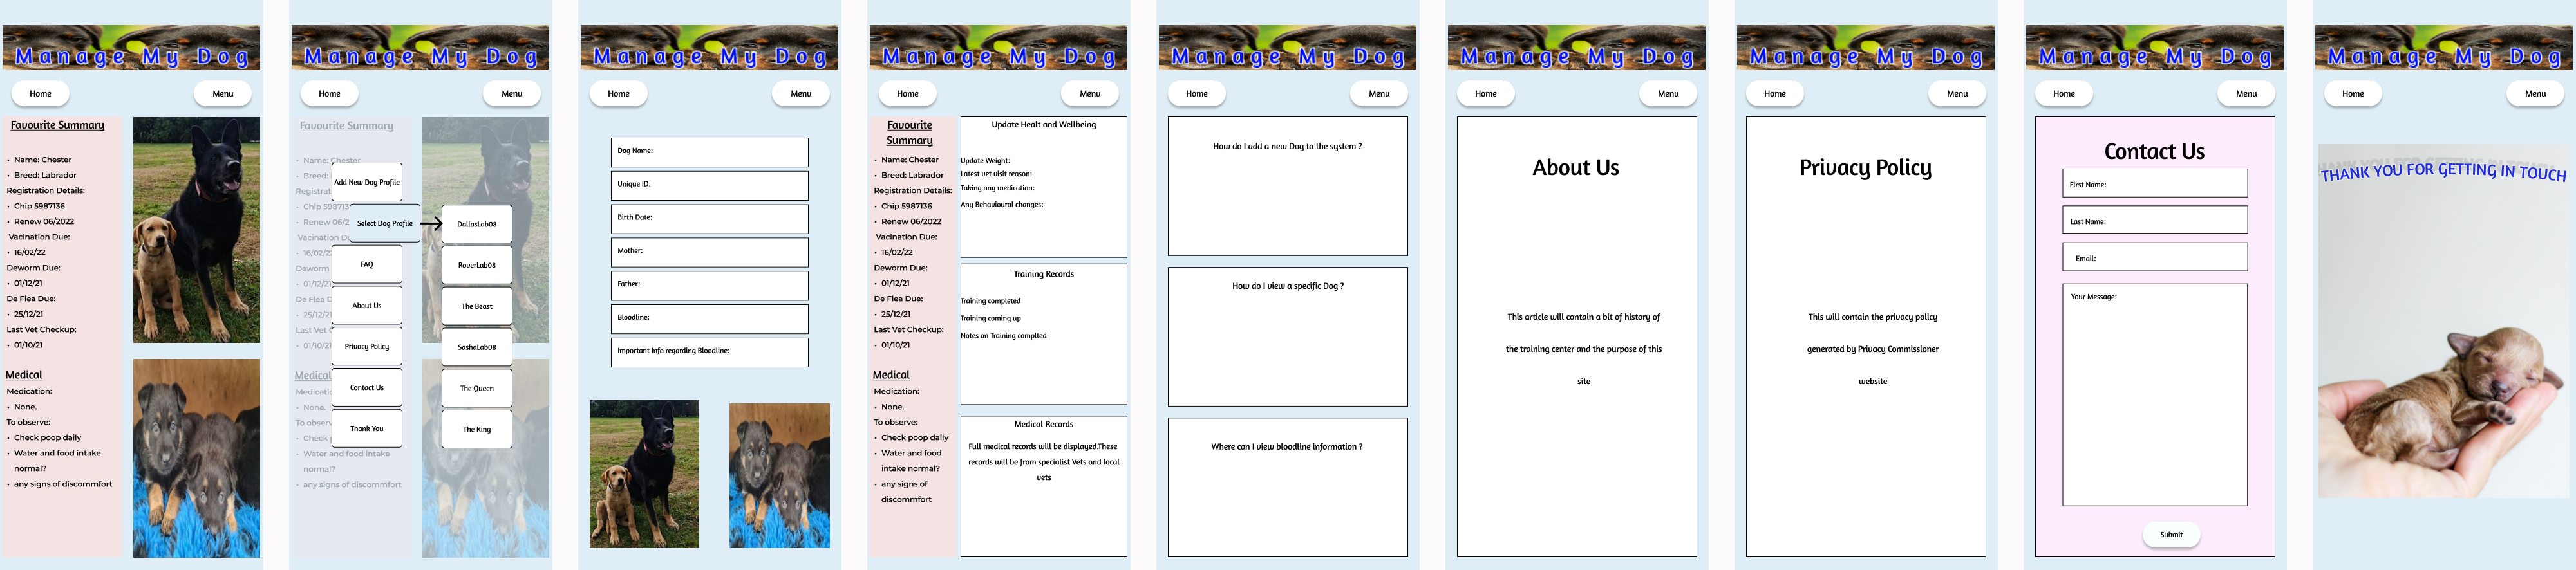 Manage My Dog
Home
Menu
Favourite Summary
• Name: Chester
• Breed: Labrador
Registration Details:
• Chip 5987136
• Renew 06/2022
Vacination Due:
• 16/02/22
Deworm Due:
• 01/12/21
De Flea Due:
• 25/12/21
Last Vet Checkup:
• 01/10/21
Medical
Medication:
• None.
To observe:
• Check poop daily
• Water and food intake
normal?
• any signs of discommfort
Manage My Dog
Home
Menu
Favourite Summary
• Name: Chester
• Breed:
Registrat
• Chip 59871
• Renew 06/2
Vacination D
• 16/02/2
Deworm
• 01/12/21
De Flea D
• 25/12/21
Last Vet C
• 01/10/21
Medical
Medicatio
• None.
To observ
• Check p
• Water and food intake
normal?
• any signs of discommfort
Add New Dog Profile
Select Dog Profile
FAQ
About Us
Privacy Policy
Contact Us
Thank You
DallasLab08
RoverLab08
The Beast
SashaLab08
The Queen
The King
Manage My Dog
Home
Menu
Dog Name:
Unique ID:
Birth Date:
Mother:
Father:
Bloodline:
Important Info regarding Bloodline:
Manage My Dog
Home
Menu
Favourite
Summary
• Name: Chester
• Breed: Labrador
Registration Details:
• Chip 5987136
• Renew 06/2022
Vacination Due:
• 16/02/22
Deworm Due:
• 01/12/21
De Flea Due:
• 25/12/21
Last Vet Checkup:
• 01/10/21
Medical
Medication:
• None.
To observe:
• Check poop daily
• Water and food
intake normal?
• any signs of
discommfort
Update Healt and Wellbeing
Update Weight:
Latest vet visit reason:
Taking any medication:
Any Behavioural changes:
Training Records
Training completed
Training coming up
Notes on Training complted
Medical Records
Full medical records will be displayed.These
records will be from specialist Vets and local
vets
Manage My Dog
Home
Menu
How do I add a new Dog to the system ?
How do I view a specific Dog ?
Where can I view bloodline information ?
Manage My Dog
Home
Menu
About Us
This article will contain a bit of history of
the training center and the purpose of this
site
Manage My Dog
Home
Menu
Privacy Policy
This will contain the privacy policy
generated by Privacy Commissioner
website
Manage My Dog
Home
Menu
Contact Us
First Name:
Last Name:
Email:
Your Message:
Submit
Manage My Dog
Home
Menu
THANK YOU FOR GETTING IN TOUCH